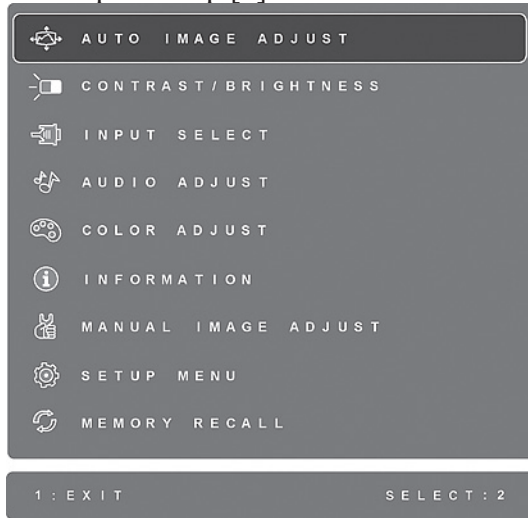 AUTO IMAGE ADJUST
CONTRAST/BRIGHTNESS
INPUT SELECT
AUDIO ADJUST
COLOR ADJUST
INFORMATION
MANUAL IMAGE ADJUST
SETUP MENU
MEMORY RECALL
1:EXIT SELECT:2